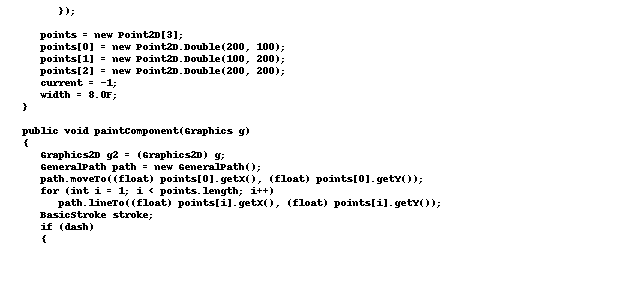 });
points = new Point2D[3];
points[0] = new Point2D.Double(200, 100);
points[1] = new Point2D.Double(100, 200);
points[2] = new Point2D.Double(200, 200);
current = -1;
width = 8.0F;
}
public void paintComponent(Graphics g)
{
Graphics2D g2 = (Graphics2D) g;
GeneralPath path = new GeneralPath();
path.moveTo((float) points[0].getX(), (float) points[0].getY());
for (int i = 1; i < points.length; i++)
path.lineTo((float) points[i].getX(), (float) points[i].getY());
BasicStroke stroke;
if (dash)
{